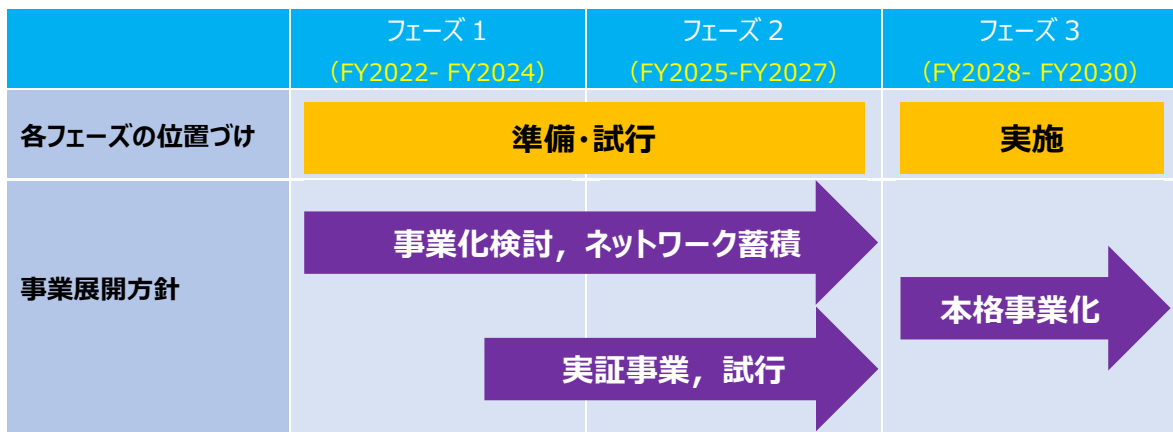 フェーズ 1
(FY2022- FY2024)
フェーズ 2
(FY2025-FY2027)
フェーズ 3
(FY2028- FY2030)
各フェーズの位置づけ
準備・試行
実施
事業展開方針
事業化検討，ネットワーク蓄積
実証事業，試行
本格事業化